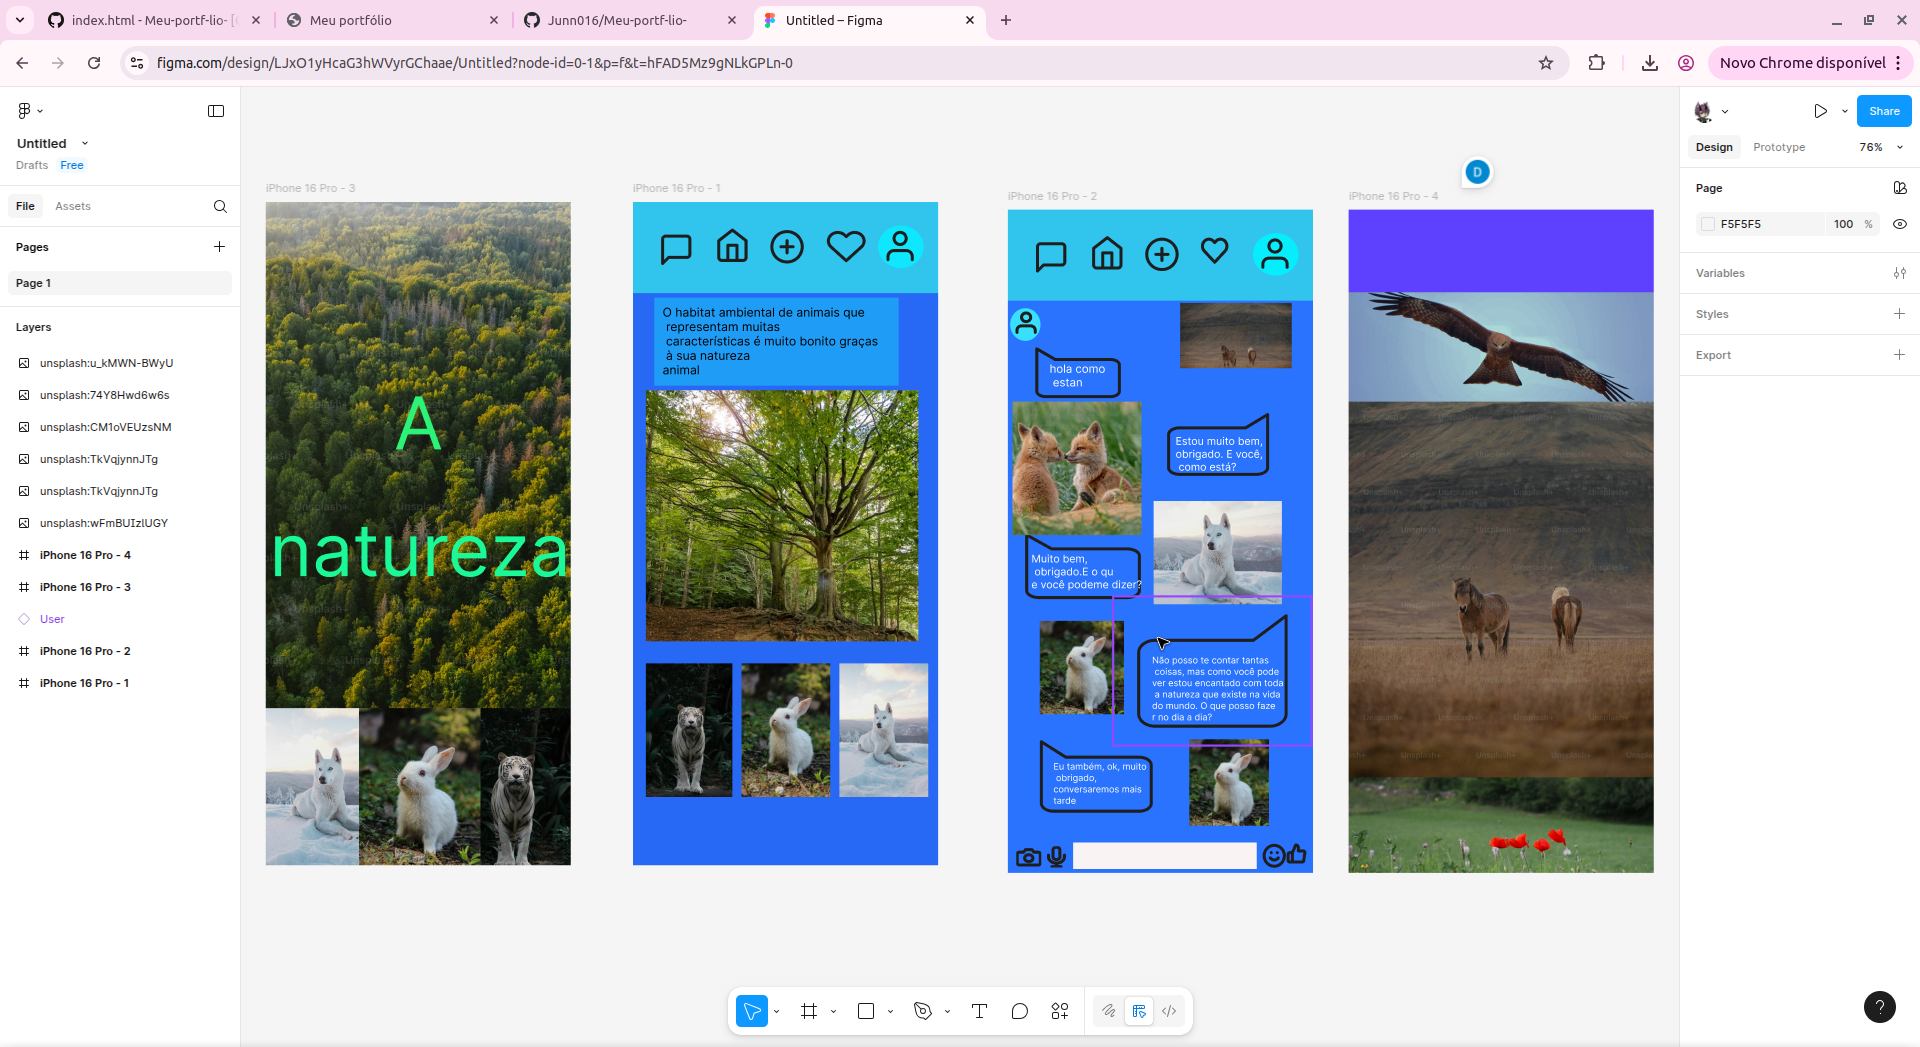 index.html - Meu-portf-lio- [
Meu portfólio
Junn016/Meu-portf-lio-
Untitled – Figma
figma.com/design/LJxO1yHcaG3hWVyrGChaae/Untitled?node-id=0-1&p=f&t=hFAD5Mz9gNLkGPLn-0
Novo Chrome disponível
Untitled
Drafts
Free
File
Assets
Pages
Page 1
Layers
unsplash:u_kMWN-BWyU
unsplash:74Y8Hwd6w6s
unsplash:CM1oVEUzsNM
unsplash:TkVqjynnJTg
unsplash:TkVqjynnJTg
unsplash:wFmBUIzlUGY
iPhone 16 Pro - 4
iPhone 16 Pro - 3
User
iPhone 16 Pro - 2
iPhone 16 Pro - 1
iPhone 16 Pro - 3
A
natureza
iPhone 16 Pro - 1
O habitat ambiental de animais que
representam muitas
características é muito bonito graças
à sua natureza
animal
iPhone 16 Pro - 2
hola como
estan
Estou muito bem,
obrigado. E você,
como está?
Muito bem,
obrigado.E o qu
e você podeme dizer?
Não posso te contar tantas
coisas, mas como você pode
ver estou encantado com toda
a natureza que existe na vida
do mundo. O que posso faze
r no dia a dia?
Eu também, ok, muito
obrigado,
conversaremos mais
tarde
iPhone 16 Pro - 4
D
Share
Design
Prototype
76%
Page
F5F5F5
100
%
Variables
Styles
Export
?